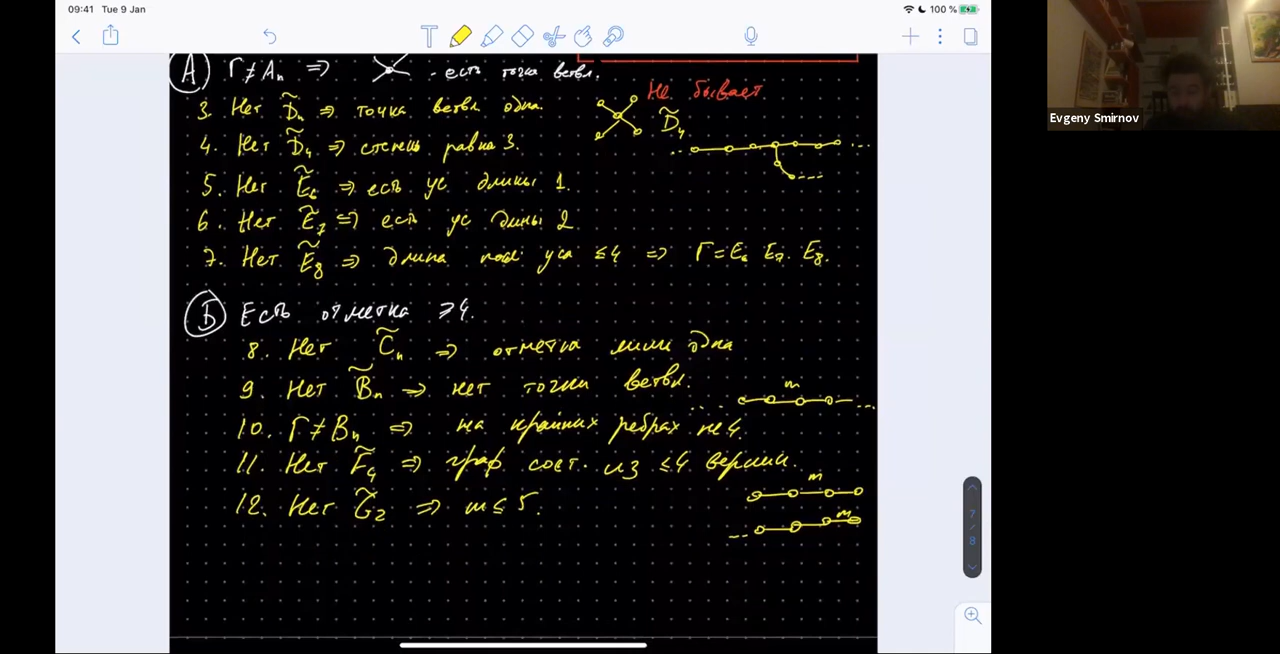 09:41 Tue 9 Jan
100 %
А Γ ≠ Aₙ ⇒ - есть точка ветвл.
Не бывает
3. Нет D̃ₙ ⇒ точка ветвл одна.
D̃₄
4. Нет D̃₄ ⇒ степень равна 3.
5. Нет Ẽ₆ ⇒ есть ус длины 1.
6. Нет Ẽ₇ ⇒ есть ус длины 2.
7. Нет Ẽ₈ ⇒ длина посл. уса ≤ 4 ⇒ Γ = E₆ E₇. E₈.
Б Есть отметка ≥ 4.
8. Нет C̃ₙ ⇒ отметка лишь одна
9. Нет B̃ₙ ⇒ нет точки ветвл.
m
10. Γ ≠ Bₙ ⇒ на крайних ребрах не 4.
11. Нет F̃₄ ⇒ граф сост. из ≤ 4 вершин.
m
12. Нет G̃₂ ⇒ m ≤ 5.
m
7
/
8
Evgeny Smirnov